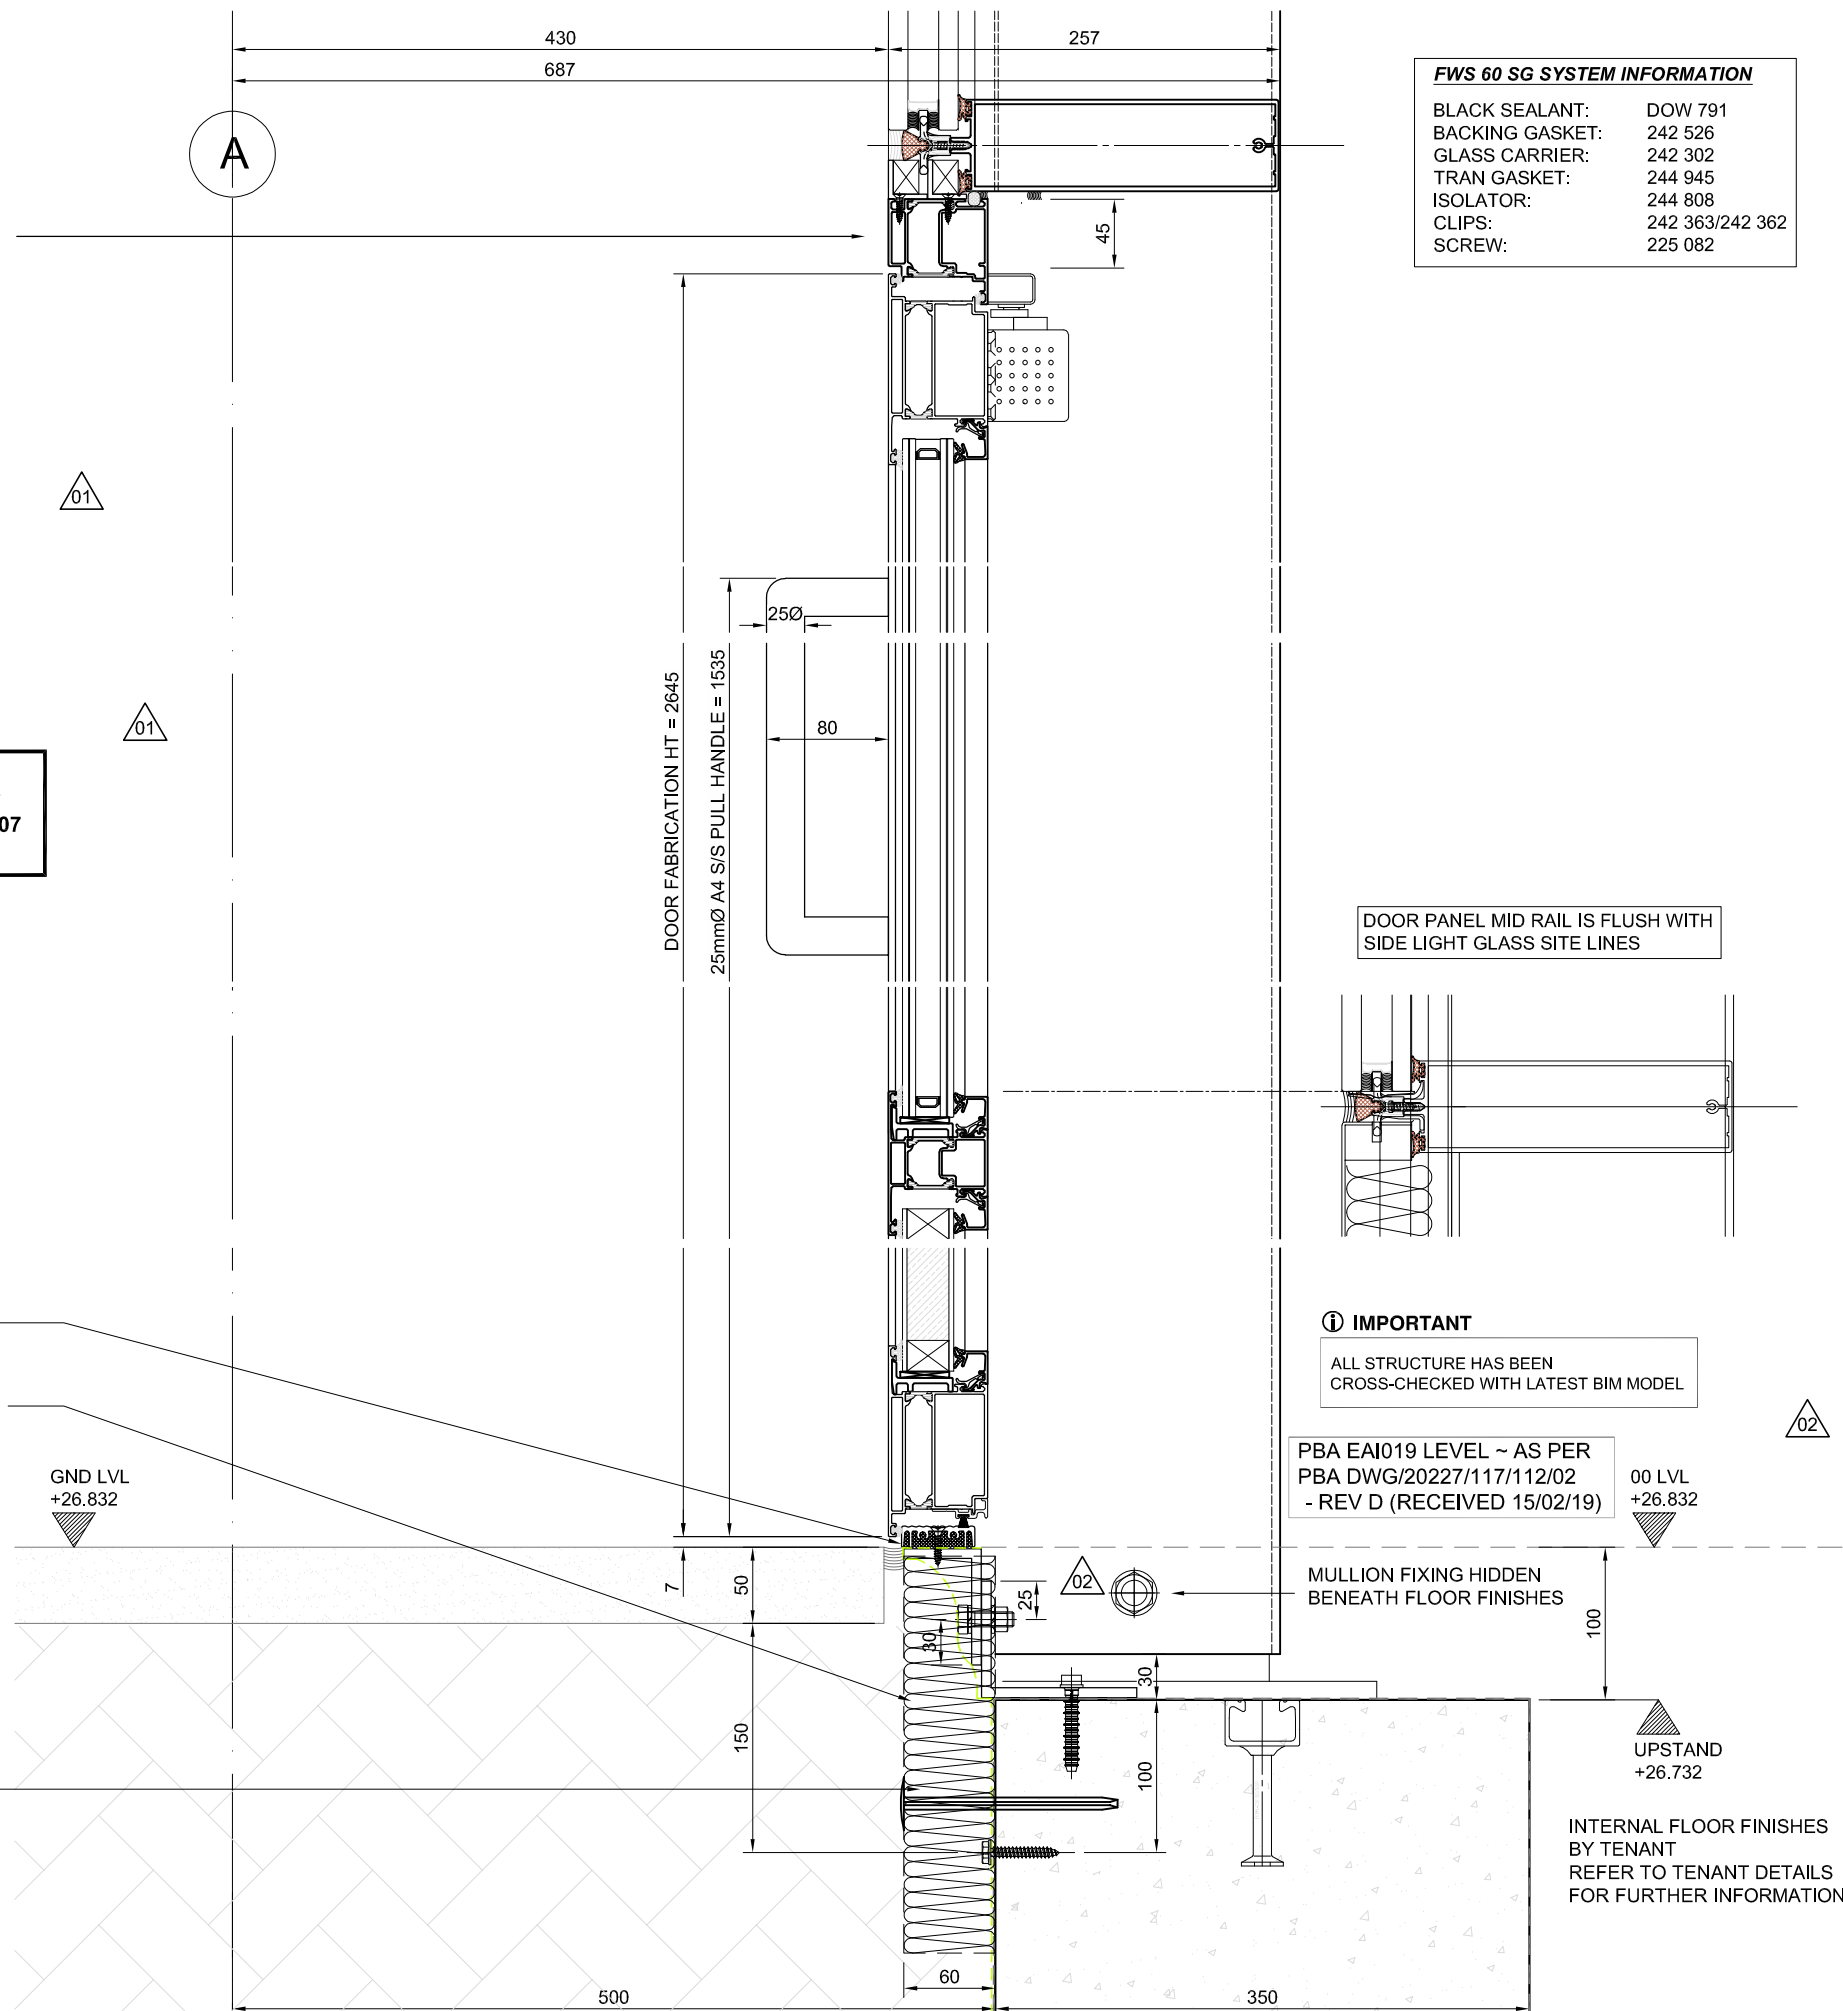 430
257
687
A
FWS 60 SG SYSTEM INFORMATION
BLACK SEALANT: DOW 791
BACKING GASKET: 242 526
GLASS CARRIER: 242 302
TRAN GASKET: 244 945
ISOLATOR: 244 808
CLIPS: 242 363/242 362
SCREW: 225 082
45
01
25Ø
01
80
DOOR FABRICATION HT = 2645
25mmØ A4 S/S PULL HANDLE = 1535
07
DOOR PANEL MID RAIL IS FLUSH WITH
SIDE LIGHT GLASS SITE LINES
IMPORTANT
ALL STRUCTURE HAS BEEN
CROSS-CHECKED WITH LATEST BIM MODEL
02
PBA EAI019 LEVEL ~ AS PER
PBA DWG/20227/117/112/02
- REV D (RECEIVED 15/02/19)
GND LVL
+26.832
00 LVL
+26.832
7
50
25
02
MULLION FIXING HIDDEN
BENEATH FLOOR FINISHES
100
30
30
150
100
UPSTAND
+26.732
INTERNAL FLOOR FINISHES
BY TENANT
REFER TO TENANT DETAILS
FOR FURTHER INFORMATION
60
500
350